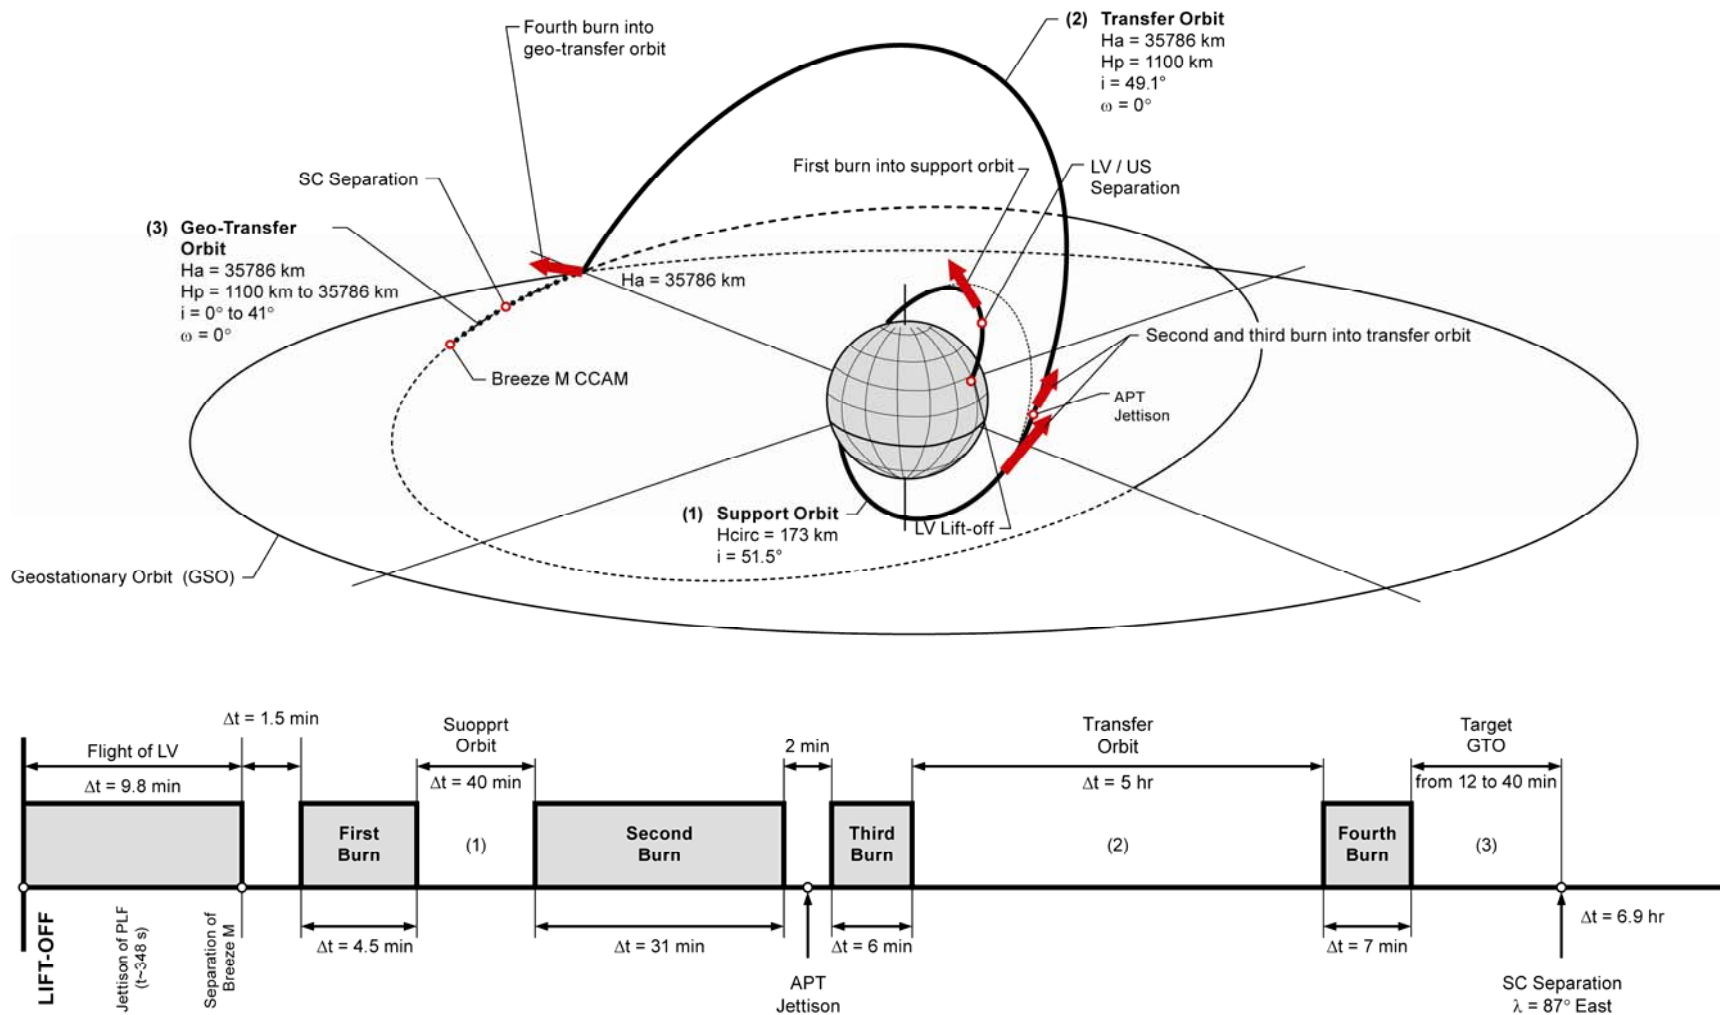 Fourth burn into
geo-transfer orbit
(2) Transfer Orbit
Ha = 35786 km
Hp = 1100 km
i = 49.1°
ω = 0°
SC Separation
First burn into support orbit
LV / US
Separation
(3) Geo-Transfer
Orbit
Ha = 35786 km
Hp = 1100 km to 35786 km
i = 0° to 41°
ω = 0°
Ha = 35786 km
Second and third burn into transfer orbit
Breeze M CCAM
APT
Jettison
(1) Support Orbit
Hcirc = 173 km
i = 51.5°
LV Lift-off
Geostationary Orbit (GSO)
Δt = 1.5 min
Flight of LV
Δt = 9.8 min
Suopprt
Orbit
Δt = 40 min
2 min
Transfer
Orbit
Δt = 5 hr
Target
GTO
from 12 to 40 min
First
Burn
(1)
Second
Burn
Third
Burn
(2)
Fourth
Burn
(3)
LIFT-OFF
Jettison of PLF
(t~348 s)
Separation of
Breeze M
Δt = 4.5 min
Δt = 31 min
Δt = 6 min
Δt = 7 min
Δt = 6.9 hr
APT
Jettison
SC Separation
λ = 87° East